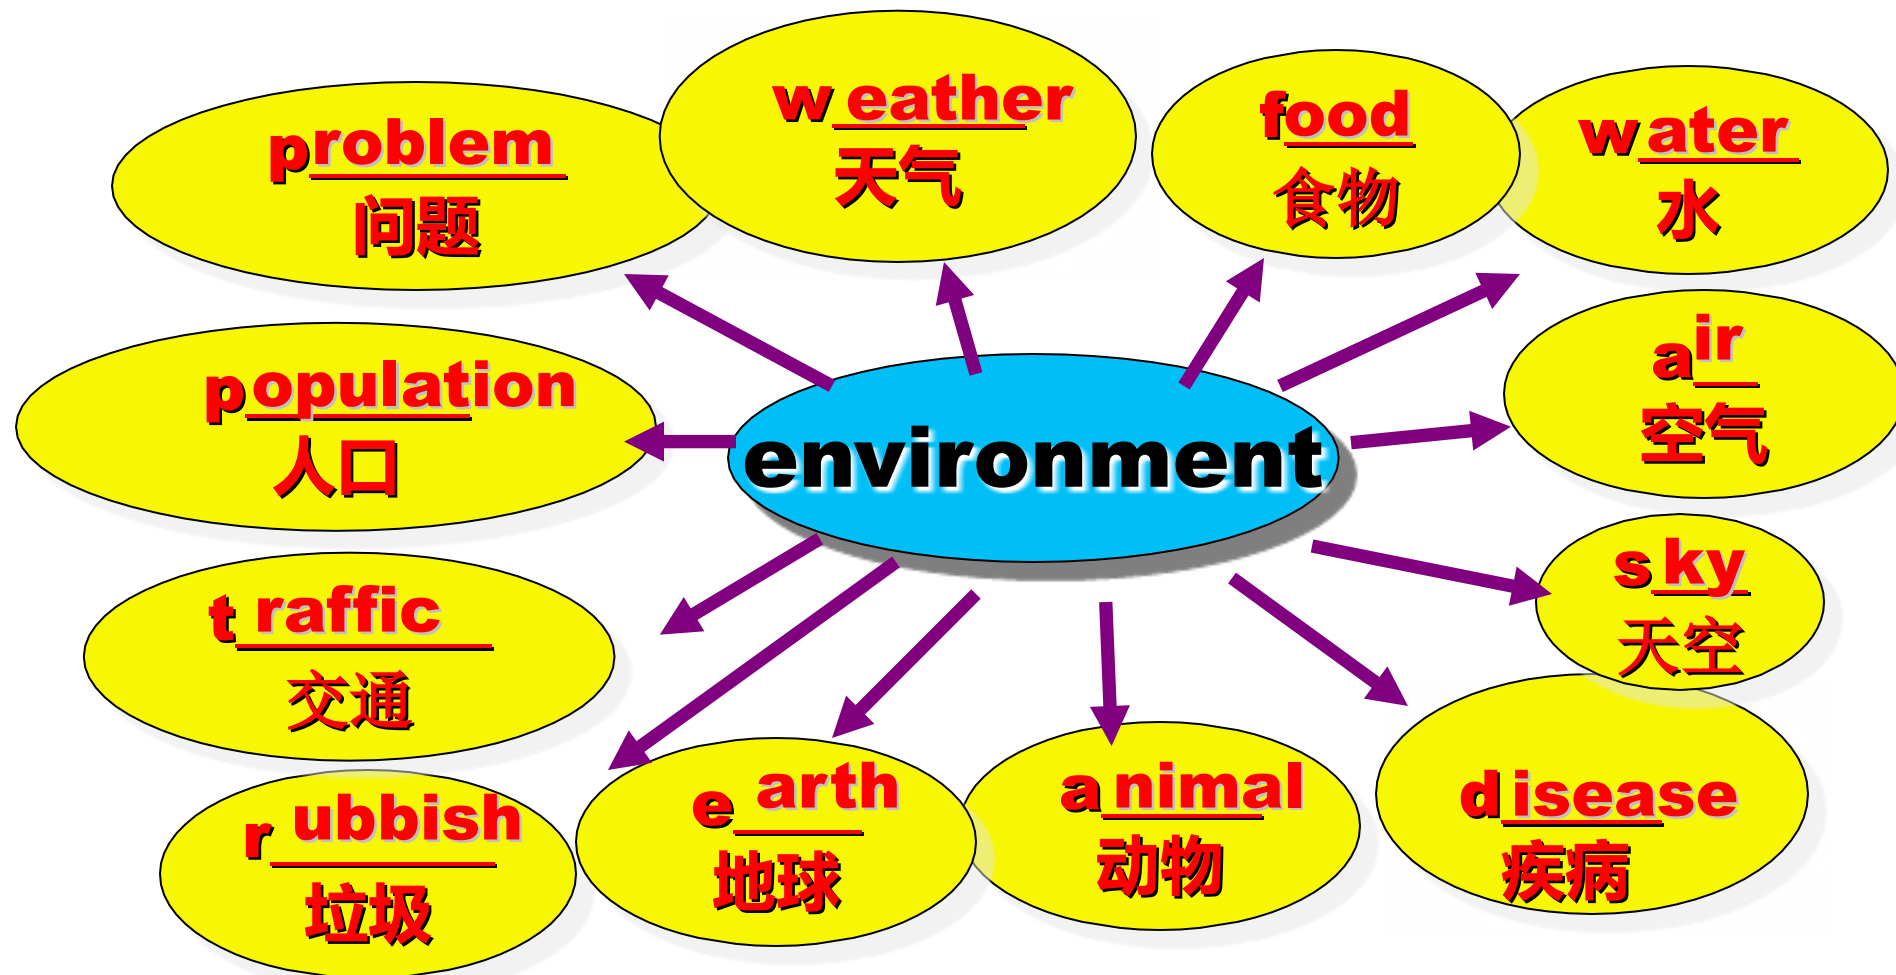 problem
问题
weather
天气
food
食物
water
水
population
人口
environment
air
空气
traffic
交通
sky
天空
rubbish
垃圾
earth
地球
animal
动物
disease
疾病